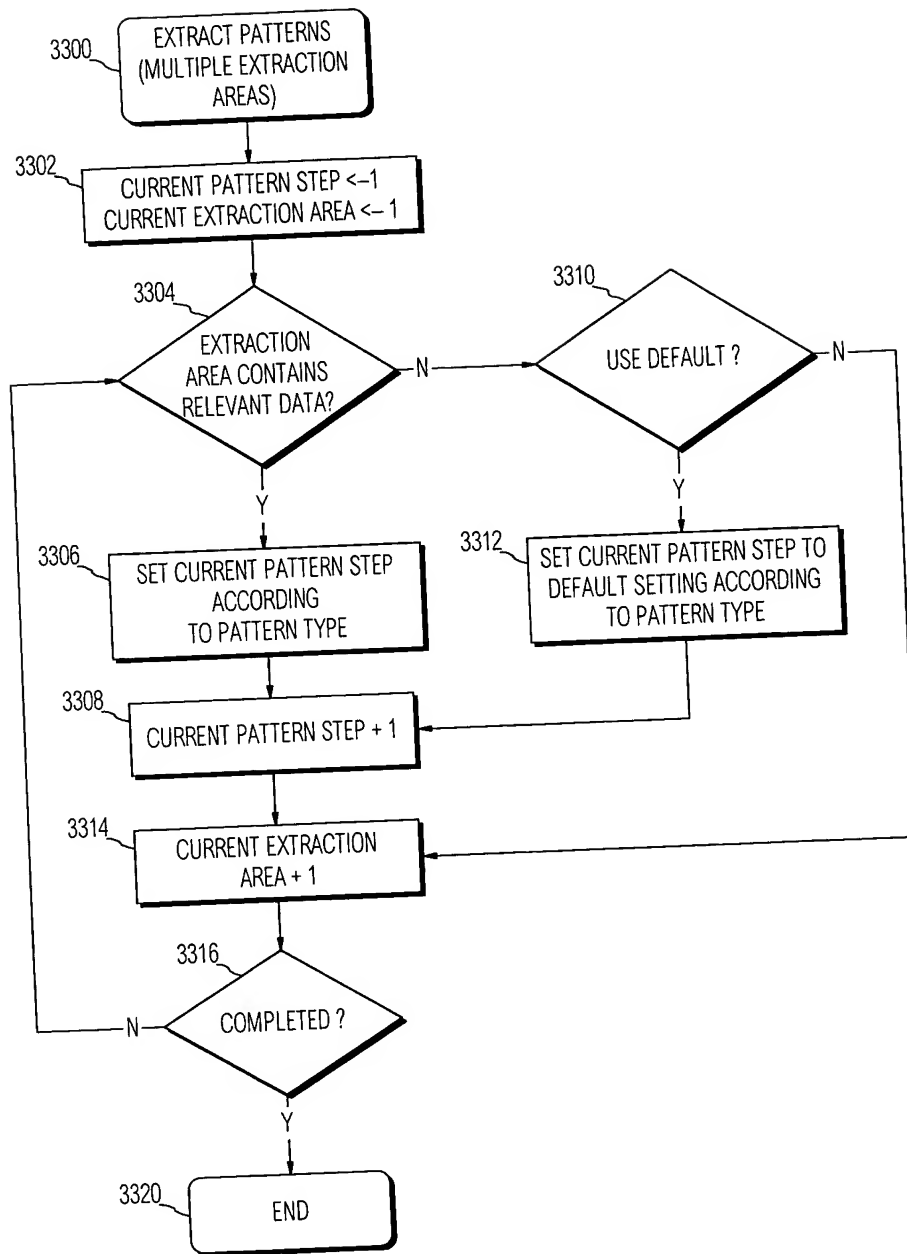 3300
EXTRACT PATTERNS
(MULTIPLE EXTRACTION
AREAS)
3302
CURRENT PATTERN STEP <–1
CURRENT EXTRACTION AREA <– 1
3304
EXTRACTION
AREA CONTAINS
RELEVANT DATA?
N
Y
3310
USE DEFAULT ?
N
Y
3306
SET CURRENT PATTERN STEP
ACCORDING
TO PATTERN TYPE
3312
SET CURRENT PATTERN STEP TO
DEFAULT SETTING ACCORDING
TO PATTERN TYPE
3308
CURRENT PATTERN STEP + 1
3314
CURRENT EXTRACTION
AREA + 1
3316
COMPLETED ?
N
Y
3320
END